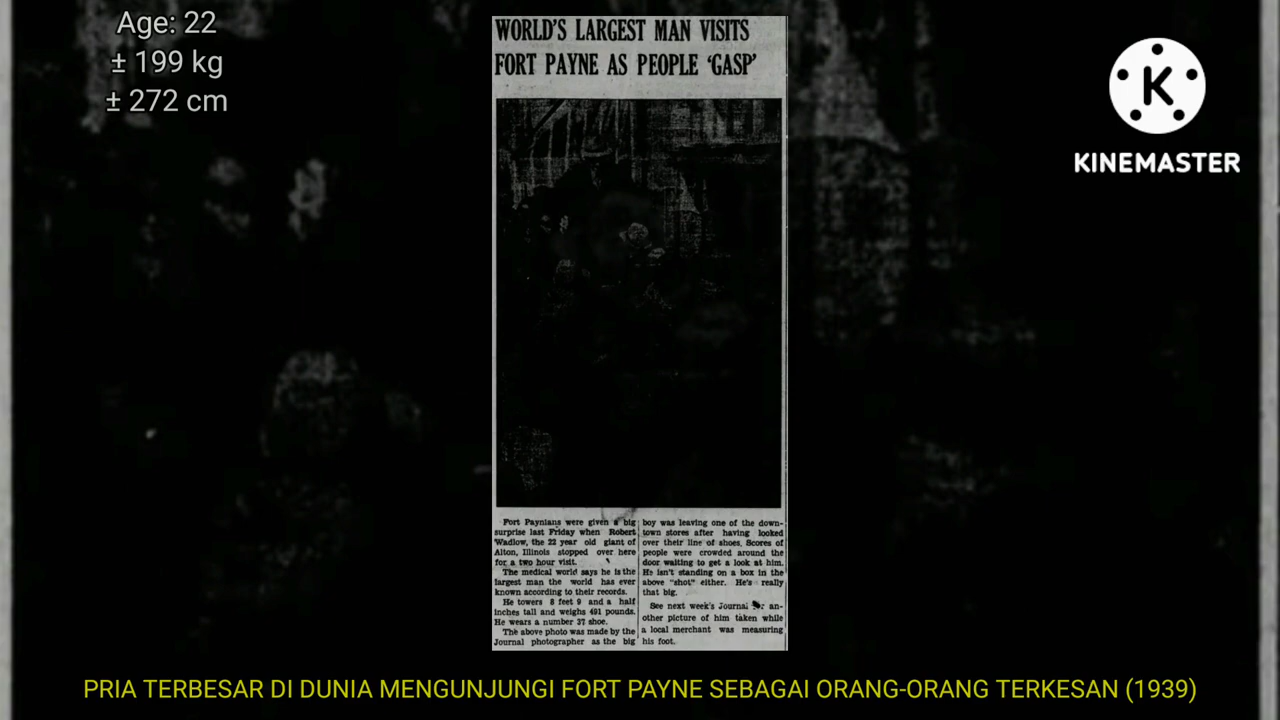 Age: 22
± 199 kg
± 272 cm
WORLD'S LARGEST MAN VISITS
FORT PAYNE AS PEOPLE 'GASP'
K
KINEMASTER
Fort Paynians were given a big
surprise last Friday when Robert
Wadlow, the 22 year old giant of
Alton, Illinois stopped over here
for a two hour visit.
The medical world says he is the
largest man the world has ever
known according to their records.
He towers 8 feet 9 and a half
inches tall and weighs 491 pounds.
He wears a number 37 shoe.
The above photo was made by the
Journal photographer as the big
boy was leaving one of the down-
town stores after having looked
over their line of shoes. Scores of
people were crowded around the
door waiting to get a look at him.
He isn't standing on a box in the
above "shot" either. He's really
that big.
See next week's Journal for an-
other picture of him taken while
a local merchant was measuring
his foot.
PRIA TERBESAR DI DUNIA MENGUNJUNGI FORT PAYNE SEBAGAI ORANG-ORANG TERKESAN (1939)